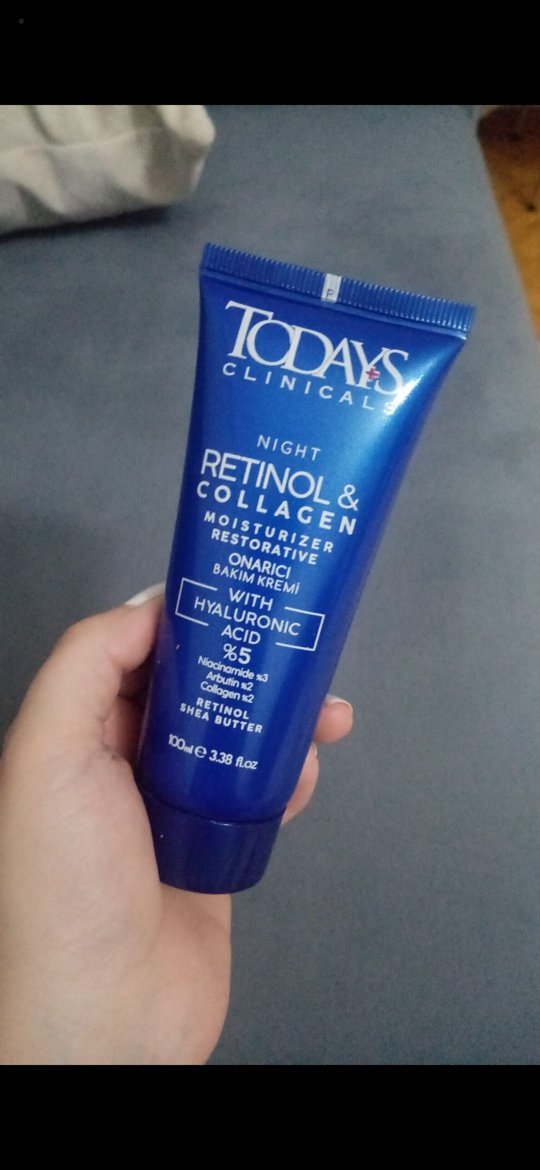 TODAY'S
CLINICALS
NIGHT
RETINOL &
COLLAGEN
MOISTURIZER
RESTORATIVE
ONARICI
BAKIM KREMİ
WITH
HYALURONIC
ACID
%5
Niacinamide %3
Arbutin %2
Collagen %2
RETINOL
SHEA BUTTER
100ml ℮ 3.38 fl.oz